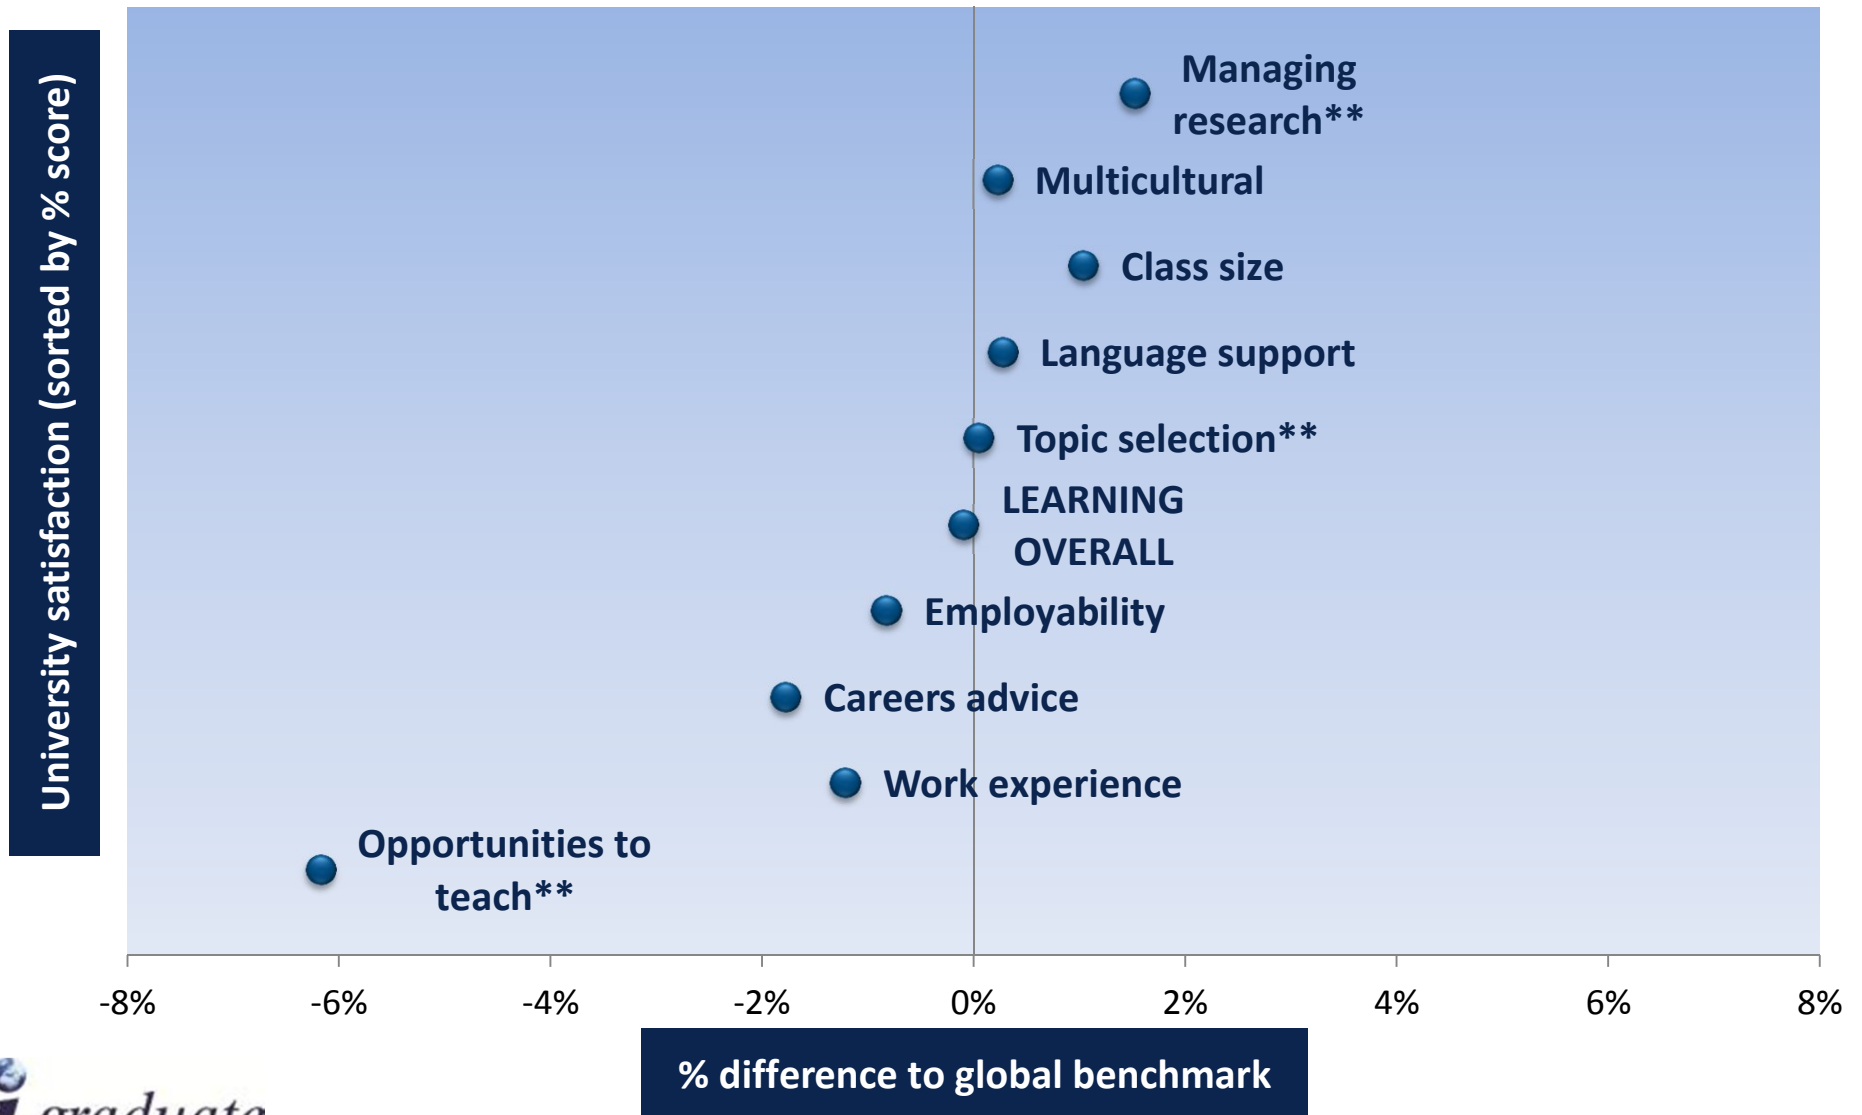 University satisfaction (sorted by % score)
Managing
research**
Multicultural
Class size
Language support
Topic selection**
LEARNING
OVERALL
Employability
Careers advice
Work experience
Opportunities to
teach**
-8% -6% -4% -2% 0% 2% 4% 6% 8%
% difference to global benchmark
i graduate